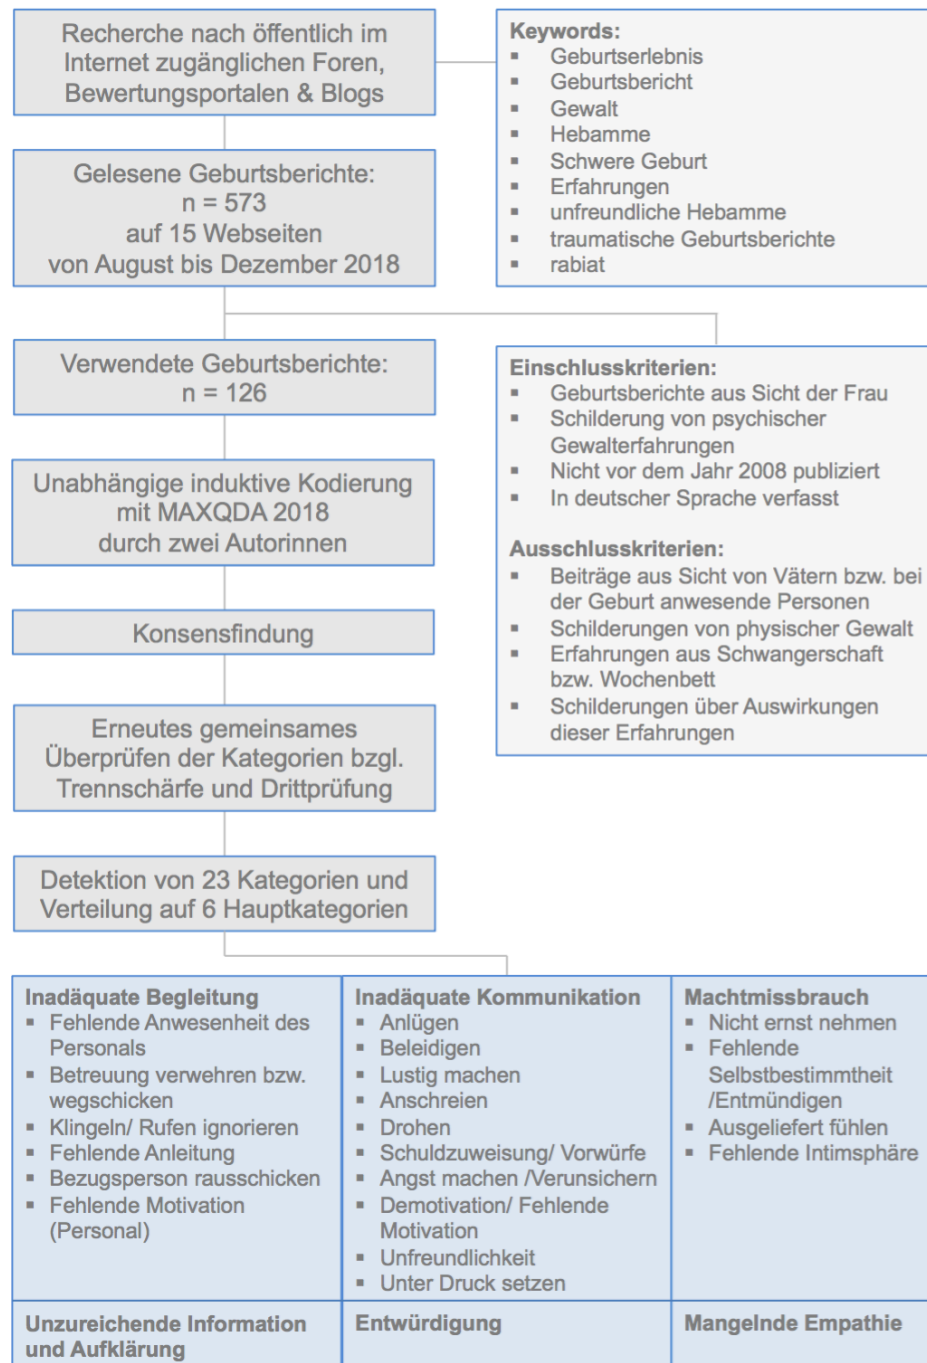 Recherche nach öffentlich im
Internet zugänglichen Foren,
Bewertungsportalen & Blogs
Keywords:
▪ Geburtserlebnis
▪ Geburtsbericht
▪ Gewalt
▪ Hebamme
▪ Schwere Geburt
▪ Erfahrungen
▪ unfreundliche Hebamme
▪ traumatische Geburtsberichte
▪ rabiat
Gelesene Geburtsberichte:
n = 573
auf 15 Webseiten
von August bis Dezember 2018
Verwendete Geburtsberichte:
n = 126
Einschlusskriterien:
▪ Geburtsberichte aus Sicht der Frau
▪ Schilderung von psychischer
Gewalterfahrungen
▪ Nicht vor dem Jahr 2008 publiziert
▪ In deutscher Sprache verfasst
Ausschlusskriterien:
▪ Beiträge aus Sicht von Vätern bzw. bei
der Geburt anwesende Personen
▪ Schilderungen von physischer Gewalt
▪ Erfahrungen aus Schwangerschaft
bzw. Wochenbett
▪ Schilderungen über Auswirkungen
dieser Erfahrungen
Unabhängige induktive Kodierung
mit MAXQDA 2018
durch zwei Autorinnen
Konsensfindung
Erneutes gemeinsames
Überprüfen der Kategorien bzgl.
Trennschärfe und Drittprüfung
Detektion von 23 Kategorien und
Verteilung auf 6 Hauptkategorien
Inadäquate Begleitung
▪ Fehlende Anwesenheit des
Personals
▪ Betreuung verwehren bzw.
wegschicken
▪ Klingeln/ Rufen ignorieren
▪ Fehlende Anleitung
▪ Bezugsperson rausschicken
▪ Fehlende Motivation
(Personal)
Inadäquate Kommunikation
▪ Anlügen
▪ Beleidigen
▪ Lustig machen
▪ Anschreien
▪ Drohen
▪ Schuldzuweisung/ Vorwürfe
▪ Angst machen /Verunsichern
▪ Demotivation/ Fehlende
Motivation
▪ Unfreundlichkeit
▪ Unter Druck setzen
Machtmissbrauch
▪ Nicht ernst nehmen
▪ Fehlende
Selbstbestimmtheit
/Entmündigen
▪ Ausgeliefert fühlen
▪ Fehlende Intimsphäre
Unzureichende Information
und Aufklärung
Entwürdigung
Mangelnde Empathie